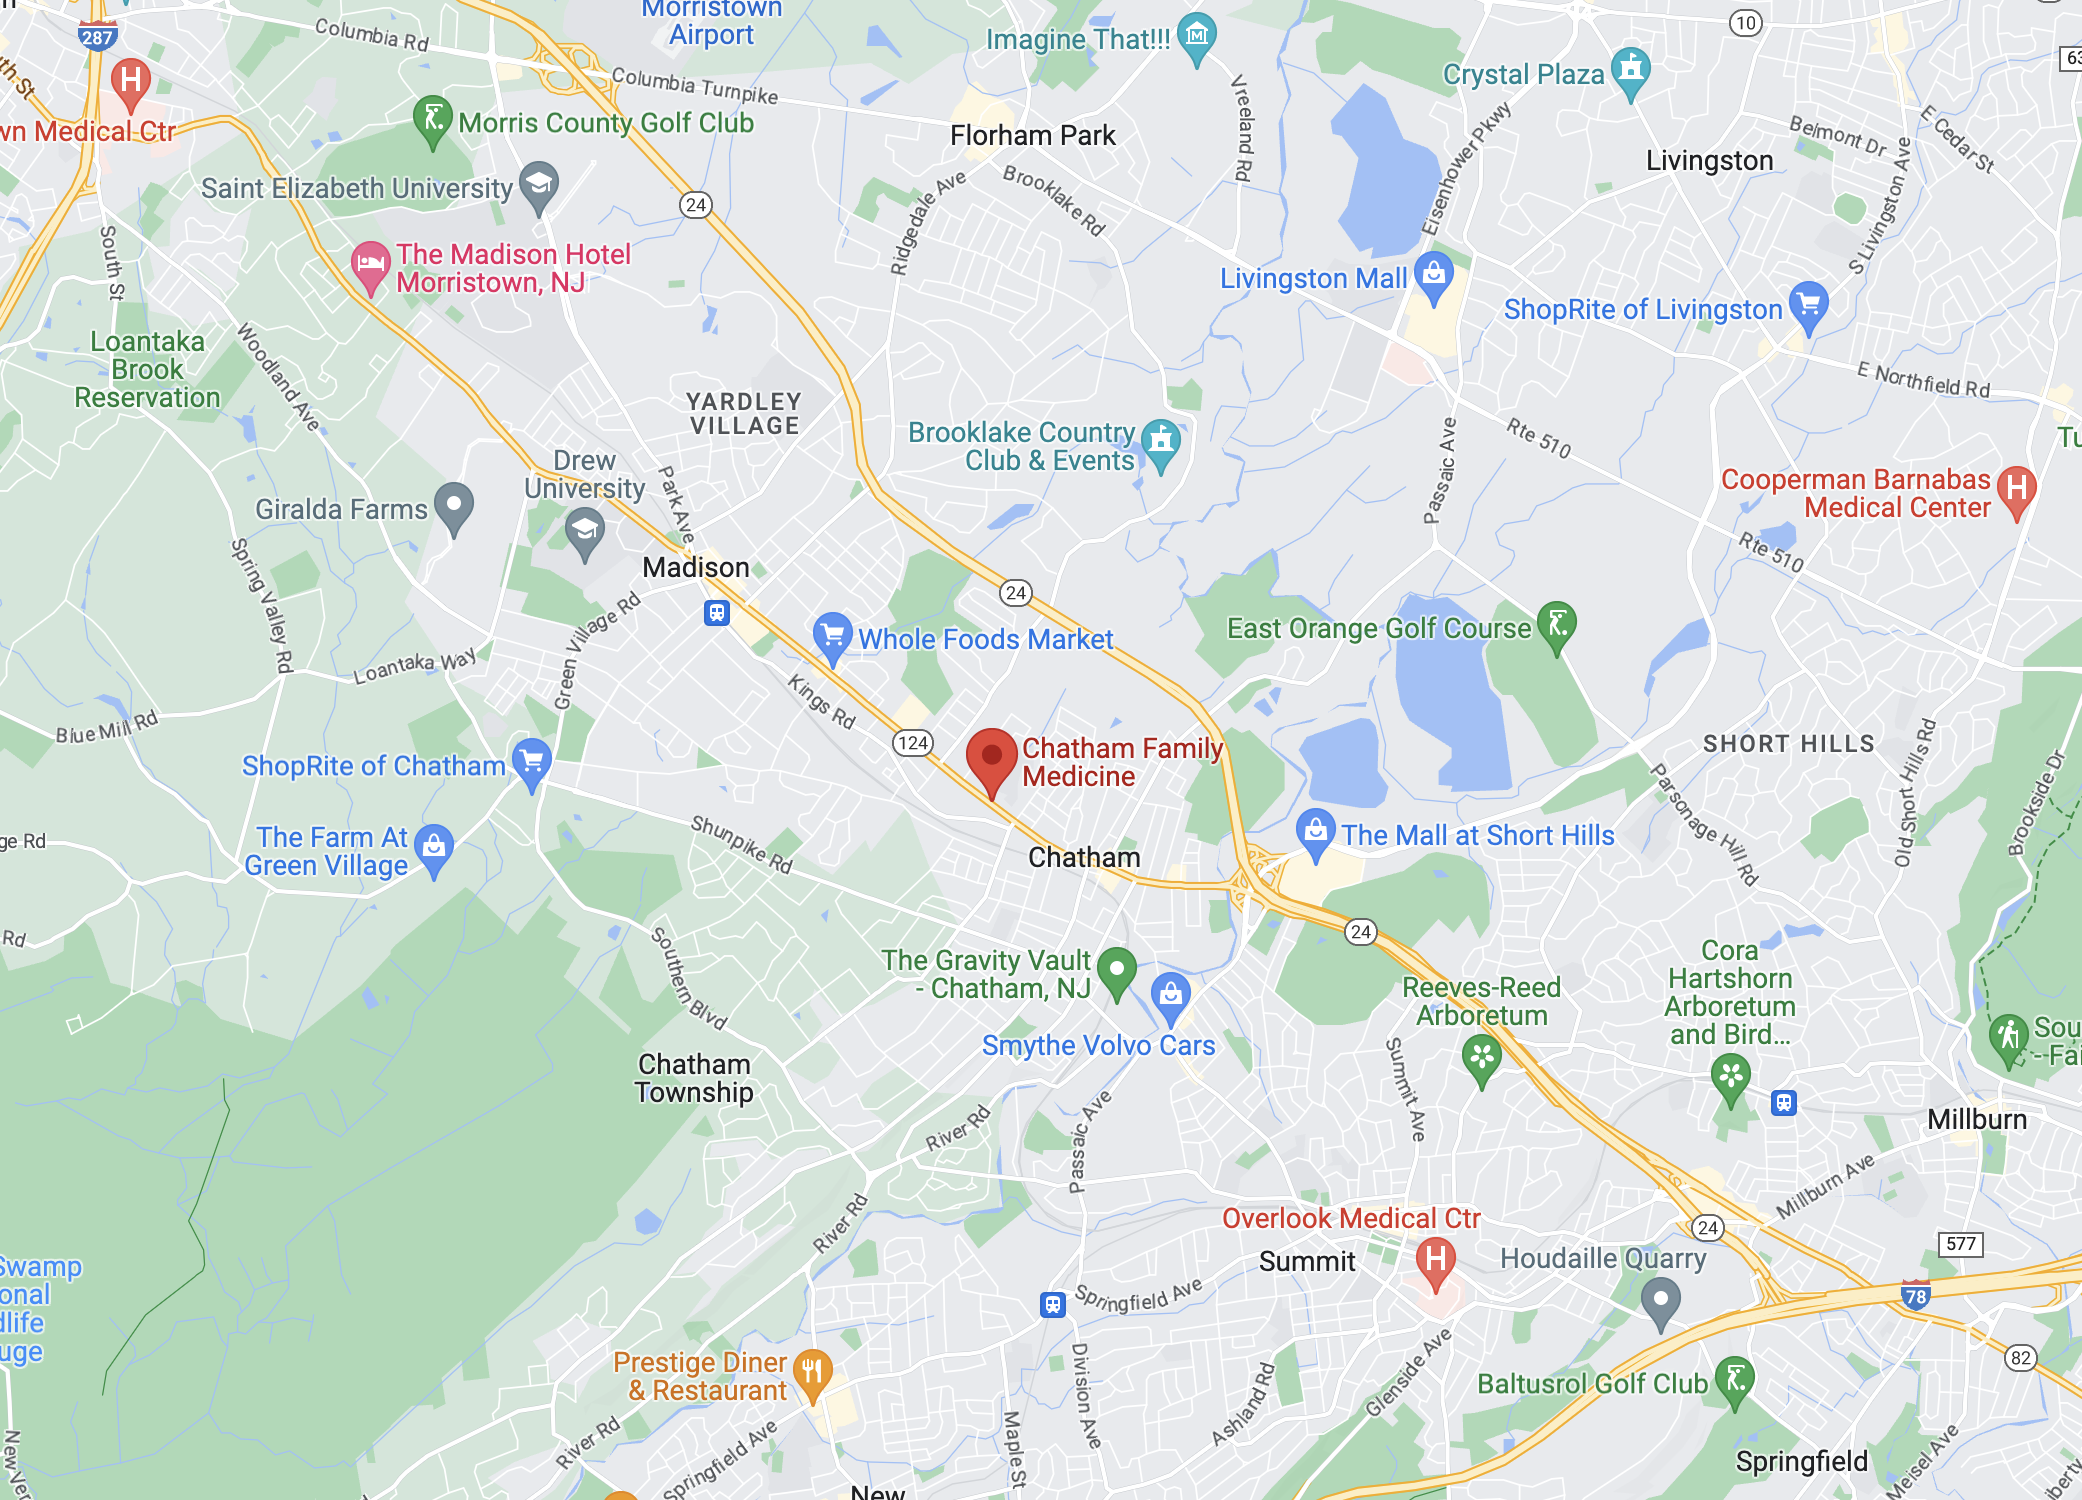 Morristown
Airport
287
Columbia Rd
10
63
Imagine That!!!
Crystal Plaza
Columbia Turnpike
Vreeland Rd
Eisenhower Pkwy
H
wn Medical Ctr
Morris County Golf Club
Florham Park
Belmont Dr
E Cedar St
Livingston
Saint Elizabeth University
24
Ridgedale Ave
Brooklake Rd
S Livingston Ave
South St
The Madison Hotel
Morristown, NJ
Livingston Mall
ShopRite of Livingston
Loantaka
Brook
Reservation
Woodland Ave
E Northfield Rd
YARDLEY
VILLAGE
Brooklake Country
Club & Events
Passaic Ave
Rte 510
Tu
Drew
University
Giralda Farms
Park Ave
Cooperman Barnabas
Medical Center
H
Rte 510
Spring Valley Rd
Madison
24
Green Village Rd
Whole Foods Market
East Orange Golf Course
Loantaka Way
Kings Rd
Blue Mill Rd
124
Chatham Family
Medicine
SHORT HILLS
Old Short Hills Rd
Brookside Dr
Parsonage Hill Rd
ShopRite of Chatham
The Farm At
Green Village
ge Rd
Shunpike Rd
The Mall at Short Hills
Chatham
Rd
Southern Blvd
24
The Gravity Vault
- Chatham, NJ
Reeves-Reed
Arboretum
Cora
Hartshorn
Arboretum
and Bird...
Sou
- Fai
Smythe Volvo Cars
Chatham
Township
Summit Ave
River Rd
Passaic Ave
Millburn
Millburn Ave
River Rd
Overlook Medical Ctr
H
Summit
Houdaille Quarry
24
577
Swamp
onal
dlife
uge
Springfield Ave
78
Prestige Diner
& Restaurant
Division Ave
Glenside Ave
Ashland Rd
82
Baltusrol Golf Club
River Rd
Springfield Ave
Maple St
New Ver
Springfield
Meisel Ave
iberty
New